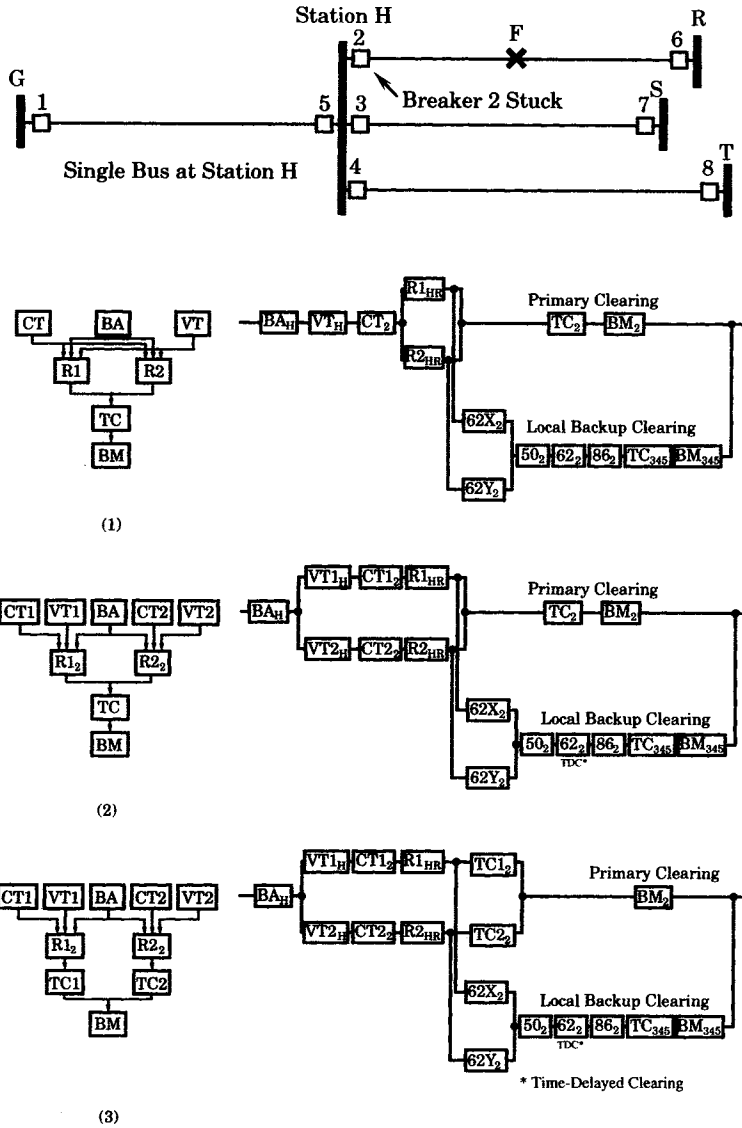 Station H
2
F
6
R
G
1
5
3
Breaker 2 Stuck
7
S
Single Bus at Station H
4
8
T
CT BA VT
R1 R2
TC
BM
(1)
BA_H VT_H CT_2
R1_HR
R2_HR
Primary Clearing
TC_2 BM_2
62X_2
62Y_2
Local Backup Clearing
50_2 62_2 86_2 TC_345 BM_345
CT1 VT1 BA CT2 VT2
R1_2 R2_2
TC
BM
(2)
BA_H
VT1_H CT1_2 R1_HR
VT2_H CT2_2 R2_HR
Primary Clearing
TC_2 BM_2
62X_2
62Y_2
Local Backup Clearing
50_2 62_2 86_2 TC_345 BM_345
TDC*
CT1 VT1 BA CT2 VT2
R1_2 R2_2
TC1 TC2
BM
(3)
BA_H
VT1_H CT1_2 R1_HR TC1_2
VT2_H CT2_2 R2_HR TC2_2
Primary Clearing
BM_2
62X_2
62Y_2
Local Backup Clearing
50_2 62_2 86_2 TC_345 BM_345
TDC*
* Time-Delayed Clearing